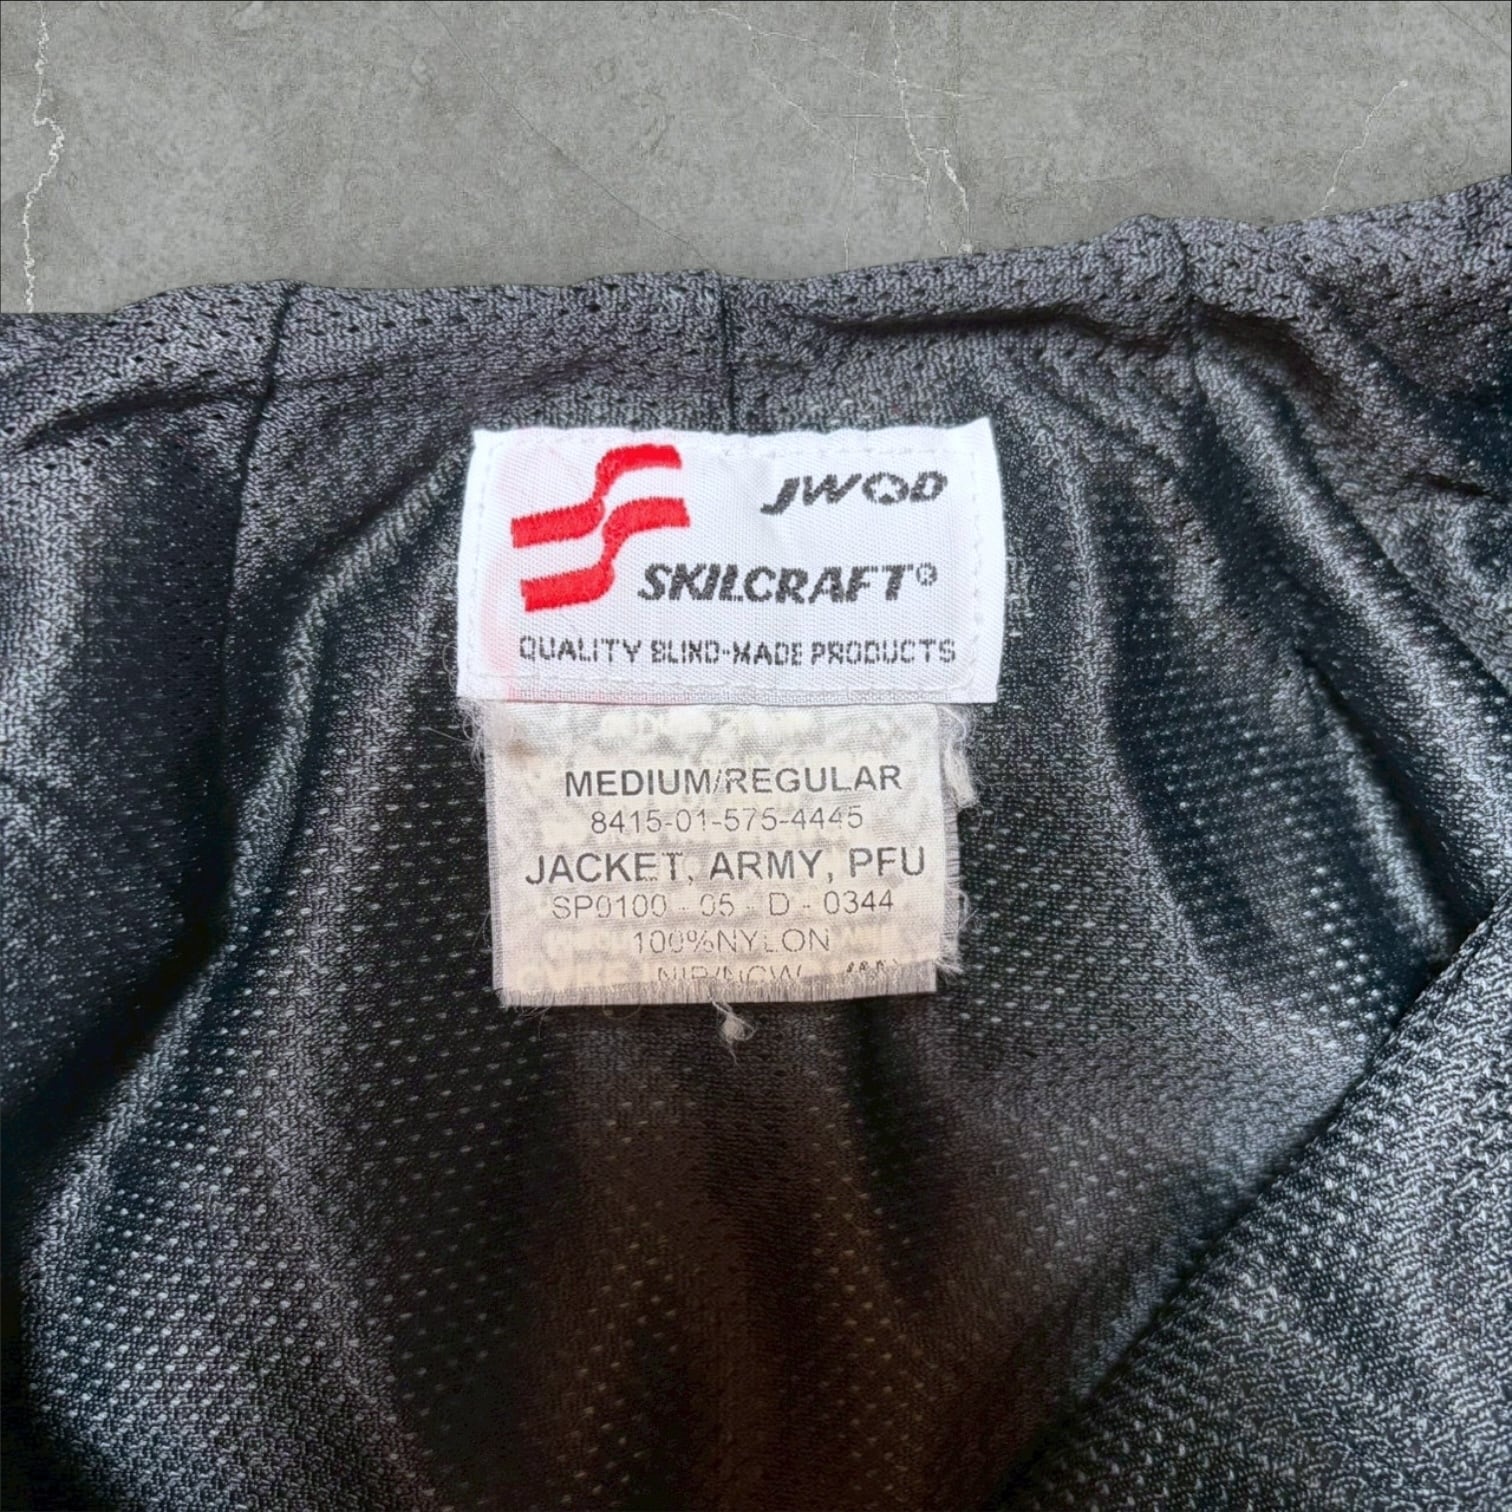 JWOD
SKILCRAFT®
QUALITY BLIND-MADE PRODUCTS
MEDIUM/REGULAR
8415-01-575-4445
JACKET, ARMY, PFU
SP0100 - 05 - D - 0344
100%NYLON